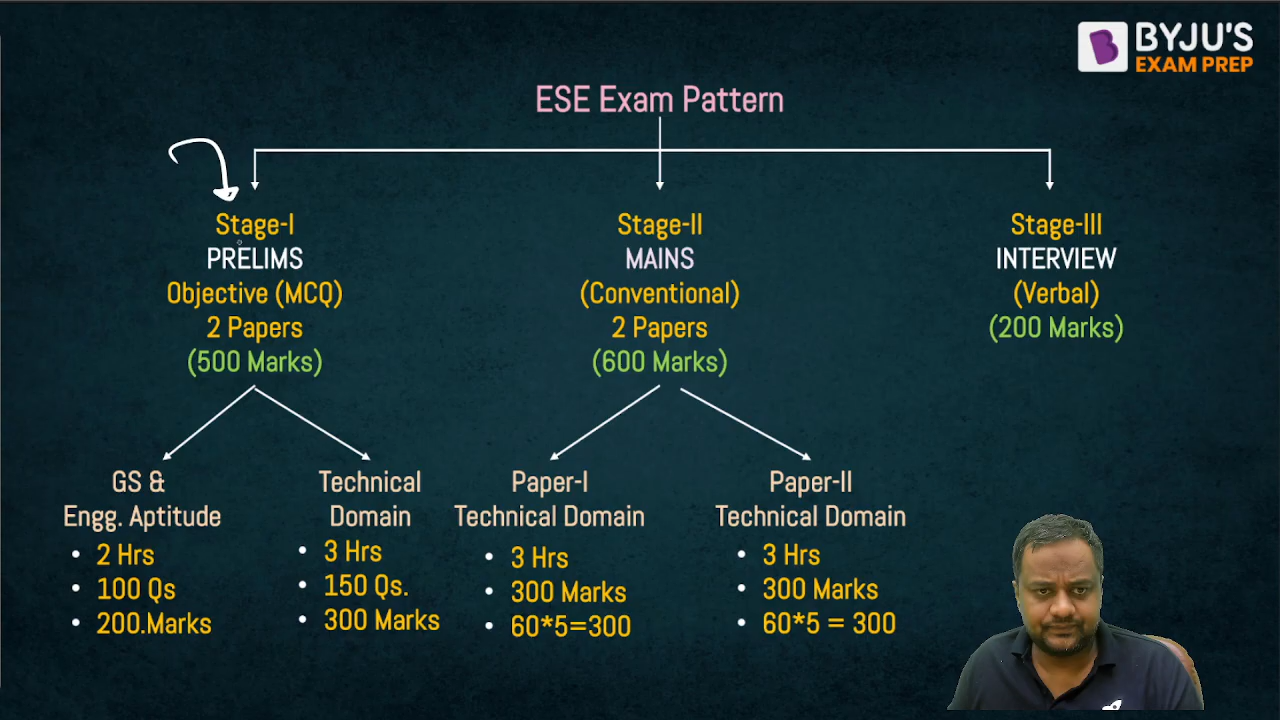 BYJU'S
EXAM PREP
ESE Exam Pattern
Stage-I
PRELIMS
Objective (MCQ)
2 Papers
(500 Marks)
Stage-II
MAINS
(Conventional)
2 Papers
(600 Marks)
Stage-III
INTERVIEW
(Verbal)
(200 Marks)
GS &
Engg. Aptitude
• 2 Hrs
• 100 Qs
• 200.Marks
Technical
Domain
• 3 Hrs
• 150 Qs.
• 300 Marks
Paper-I
Technical Domain
• 3 Hrs
• 300 Marks
• 60*5=300
Paper-II
Technical Domain
• 3 Hrs
• 300 Marks
• 60*5 = 300